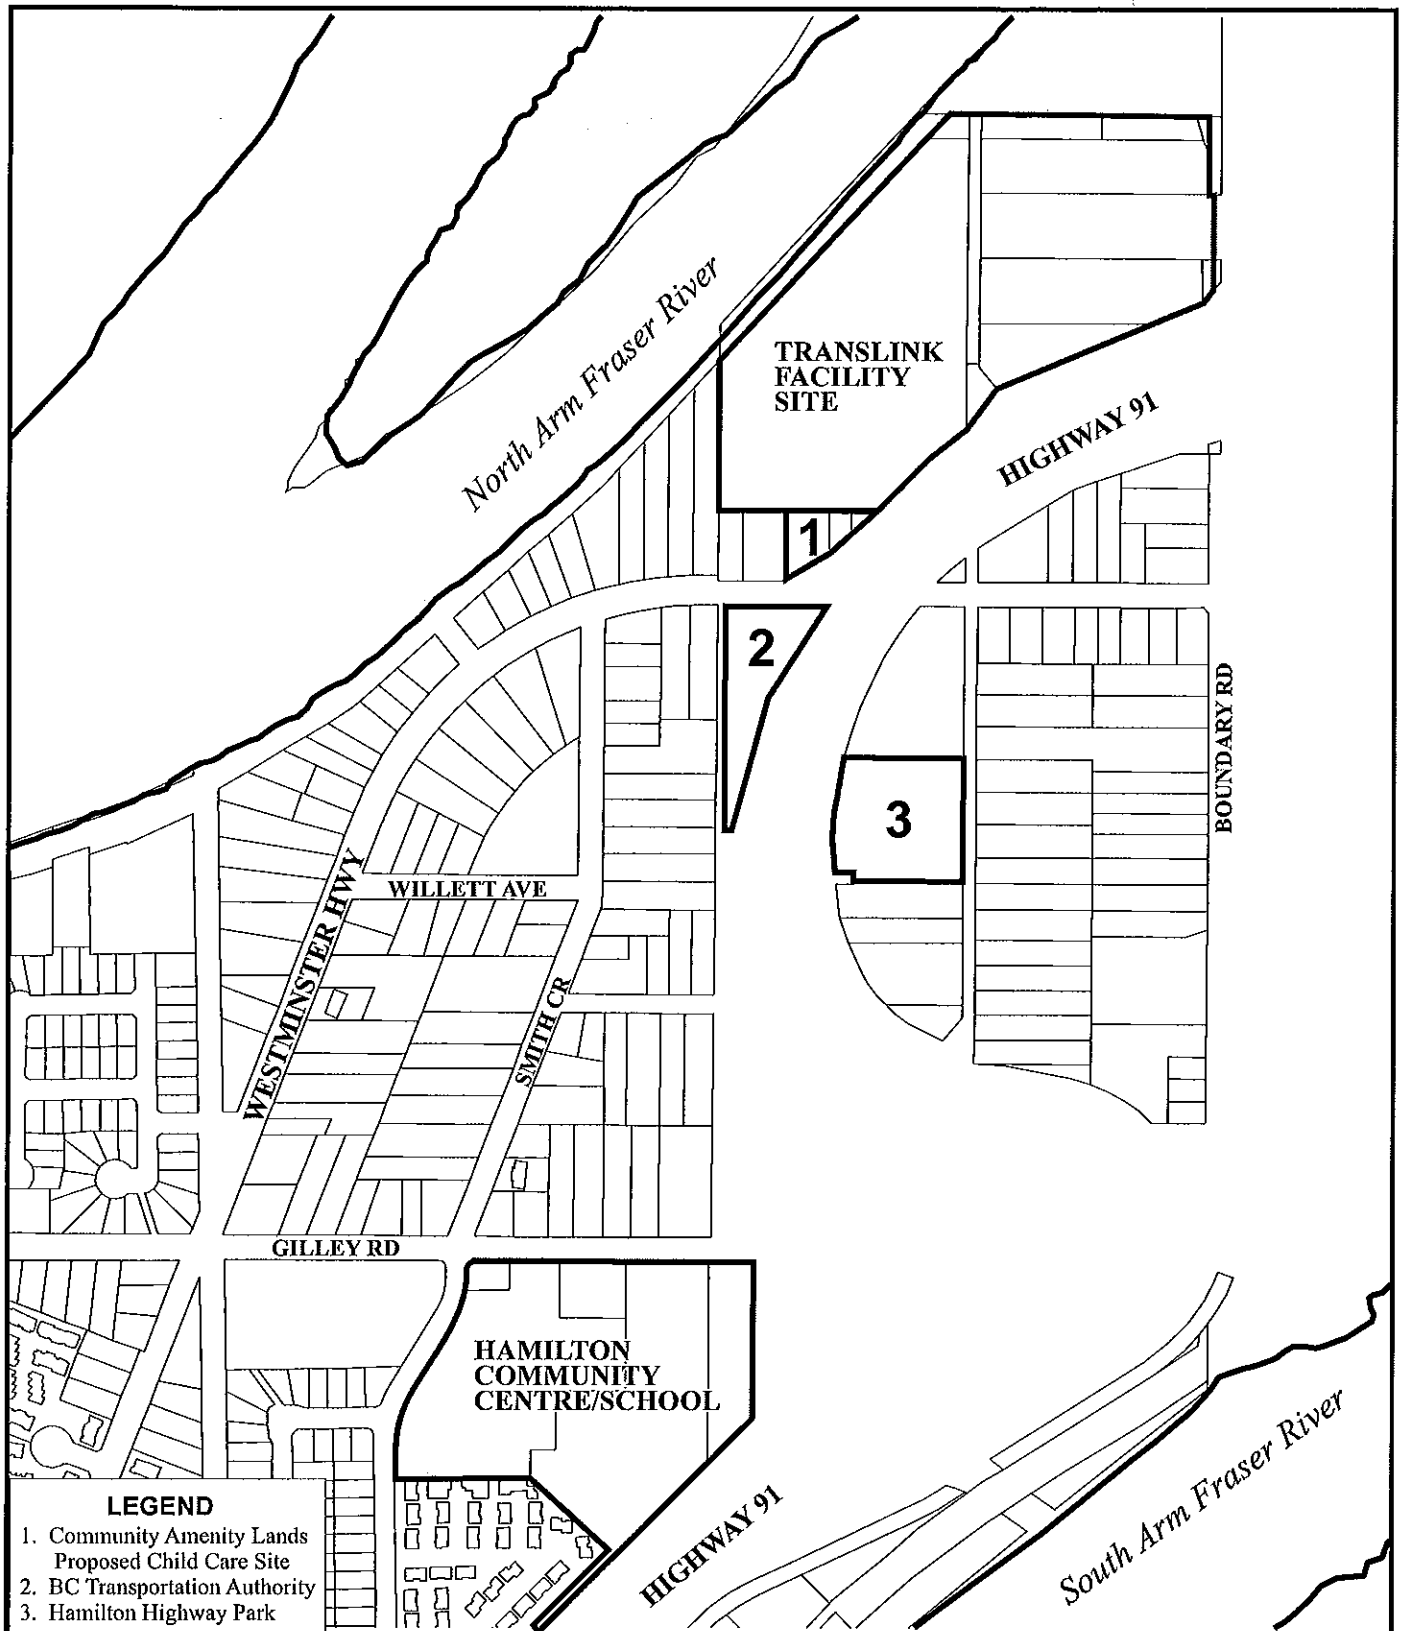 North Arm Fraser River
TRANSLINK
FACILITY
SITE
HIGHWAY 91
1
2
3
BOUNDARY RD
WILLETT AVE
WESTMINSTER HWY
SMITH CR
GILLEY RD
HAMILTON
COMMUNITY
CENTRE/SCHOOL
HIGHWAY 91
South Arm Fraser River
LEGEND
1. Community Amenity Lands
Proposed Child Care Site
2. BC Transportation Authority
3. Hamilton Highway Park